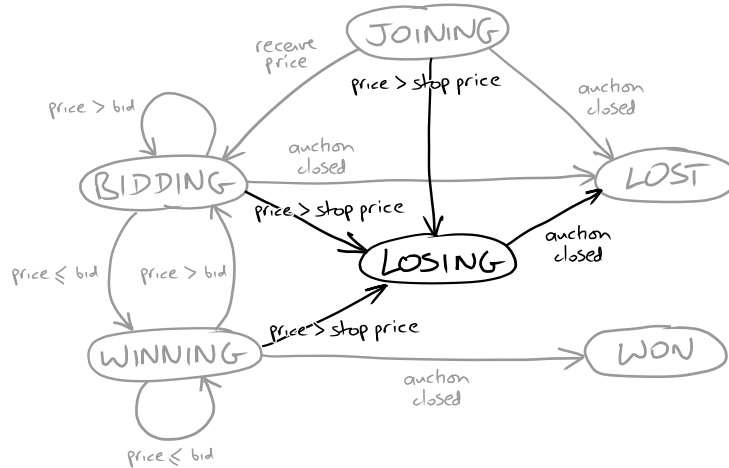 JOINING
receive
price
price > stop price
auction
closed
price > bid
auction
closed
BIDDING
LOST
price > stop price
auction
closed
LOSING
price ⩽ bid
price > bid
price > stop price
WINNING
WON
auction
closed
price ⩽ bid